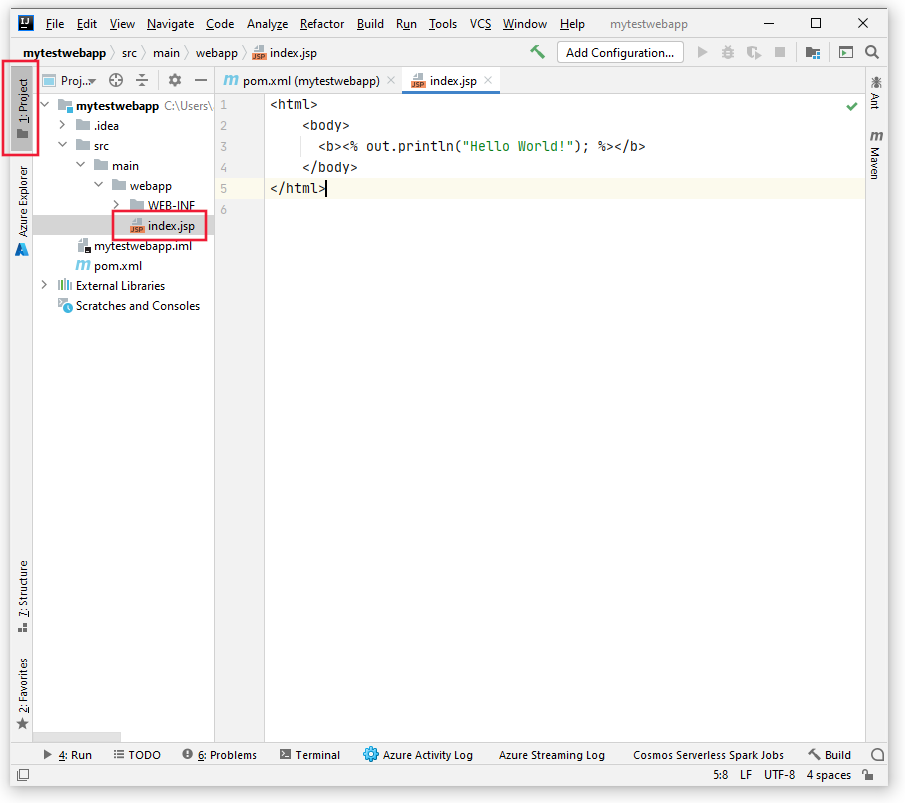 File Edit View Navigate Code Analyze Refactor Build Run Tools VCS Window Help mytestwebapp
mytestwebapp src main webapp index.jsp Add Configuration...
Proj... pom.xml (mytestwebapp) index.jsp
1: Project
Azure Explorer
7: Structure
2: Favorites
mytestwebapp C:\Users\
.idea
src
main
webapp
WEB-INF
index.jsp
mytestwebapp.iml
pom.xml
External Libraries
Scratches and Consoles
1 <html>
2 <body>
3 <b><% out.println("Hello World!"); %></b>
4 </body>
5 </html>
6
Ant
Maven
4: Run TODO 6: Problems Terminal Azure Activity Log Azure Streaming Log Cosmos Serverless Spark Jobs Build
5:8 LF UTF-8 4 spaces